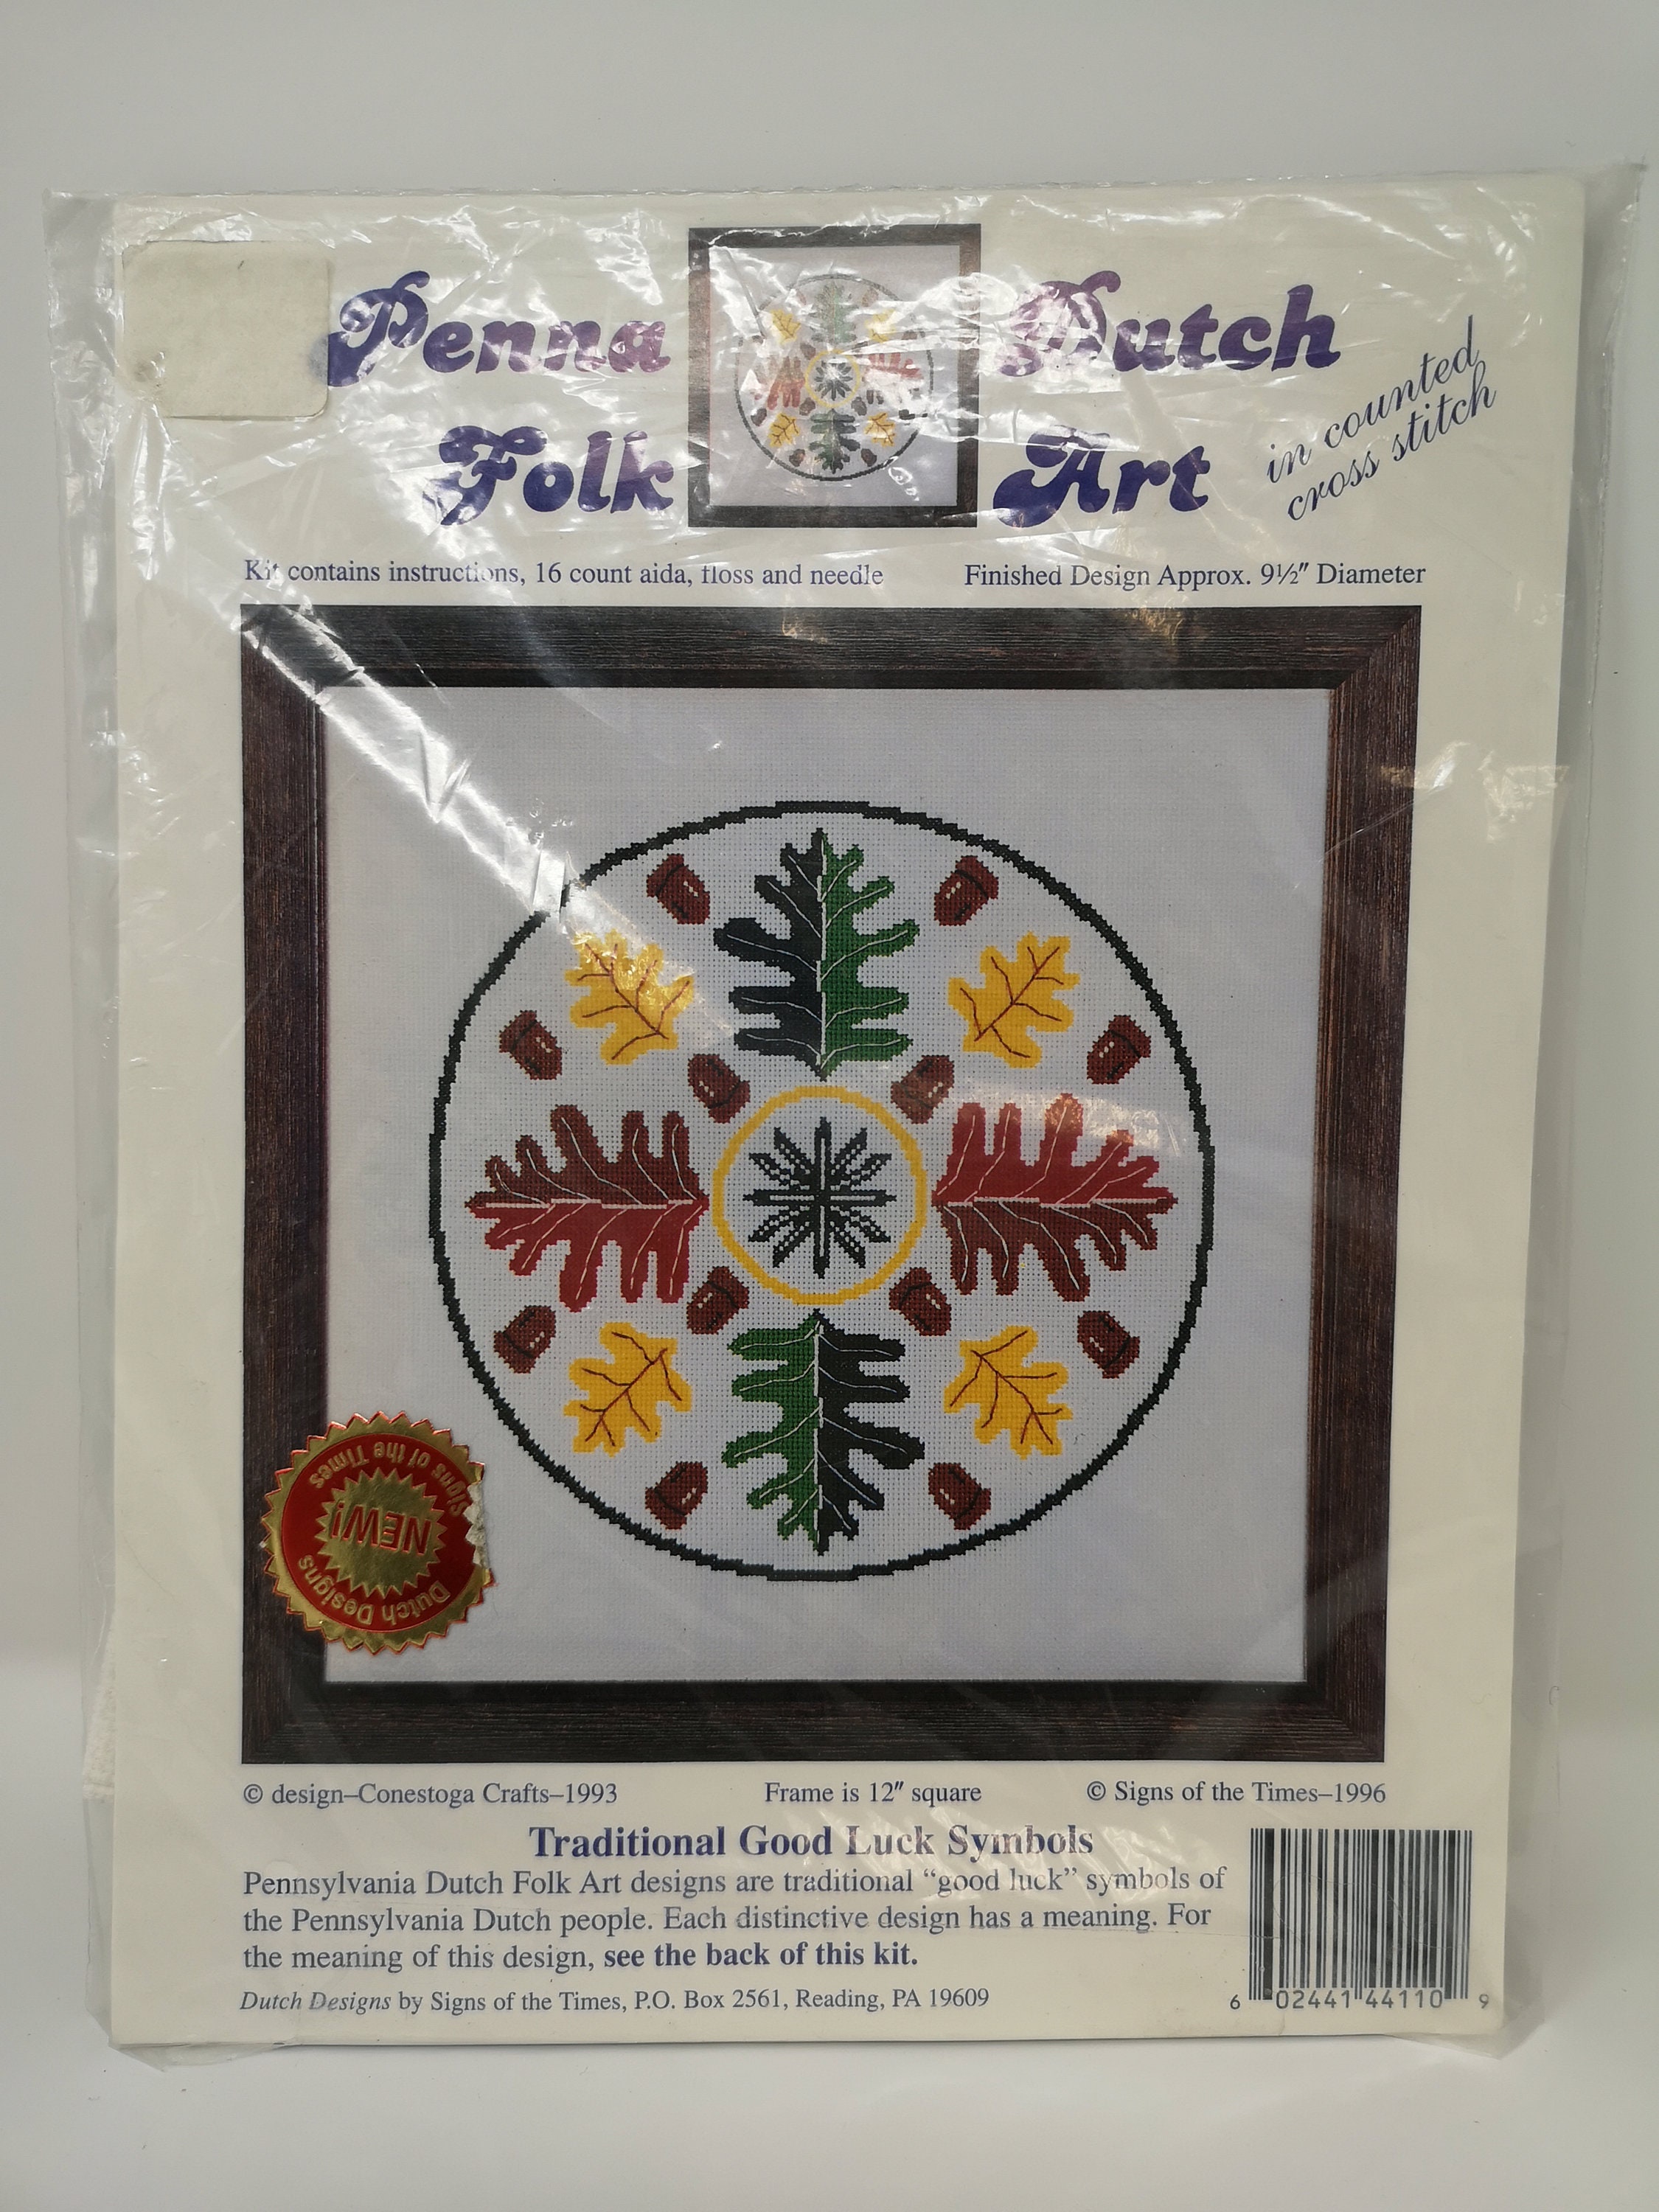 Penna Dutch
Folk Art
in counted
cross stitch
Kit contains instructions, 16 count aida, floss and needle
Finished Design Approx. 9½″ Diameter
Signs of the Times
NEW!
Dutch Designs
© design–Conestoga Crafts–1993
Frame is 12″ square
© Signs of the Times–1996
Traditional Good Luck Symbols
Pennsylvania Dutch Folk Art designs are traditional “good luck” symbols of
the Pennsylvania Dutch people. Each distinctive design has a meaning. For
the meaning of this design, see the back of this kit.
Dutch Designs by Signs of the Times, P.O. Box 2561, Reading, PA 19609
6 02441 44110 9